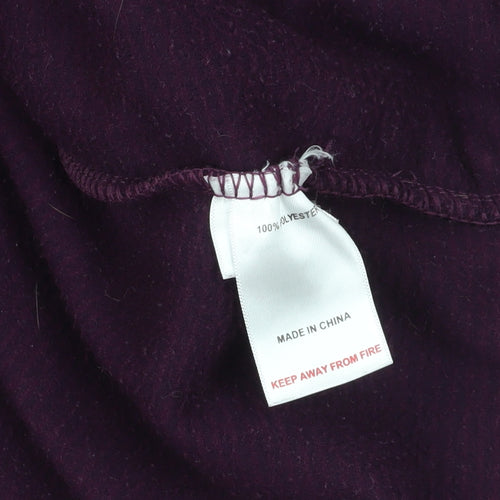 100% POLYESTER
MADE IN CHINA
KEEP AWAY FROM FIRE